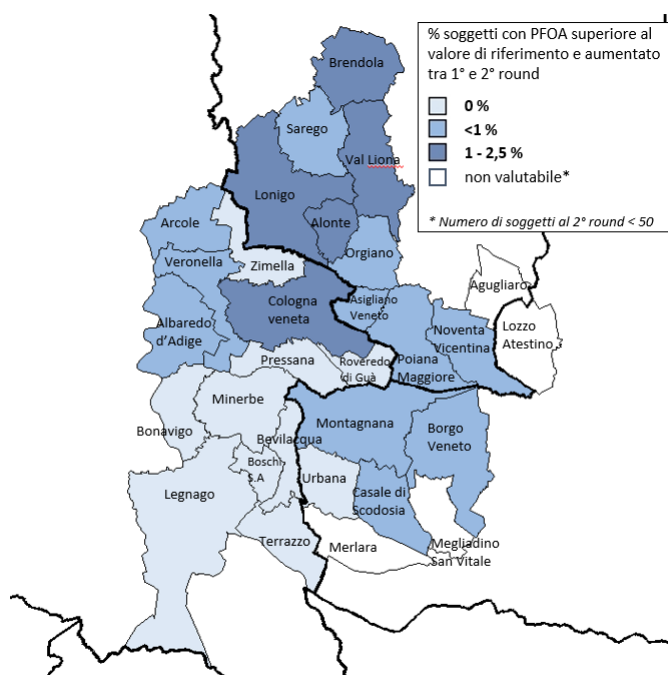 % soggetti con PFOA superiore al
valore di riferimento e aumentato
tra 1° e 2° round
0 %
<1 %
1 - 2,5 %
non valutabile*
* Numero di soggetti al 2° round < 50
Brendola
Sarego
Val Liona
Lonigo
Alonte
Arcole
Orgiano
Veronella
Zimella
Agugliaro
Cologna
veneta
Asigliano
Veneto
Albaredo
d'Adige
Noventa
Vicentina
Lozzo
Atestino
Pressana
Roveredo
di Guà
Poiana
Maggiore
Minerbe
Bonavigo
Bevilacqua
Montagnana
Borgo
Veneto
Boschi
S.A
Legnago
Urbana
Casale di
Scodosia
Terrazzo
Merlara
Megliadino
San Vitale